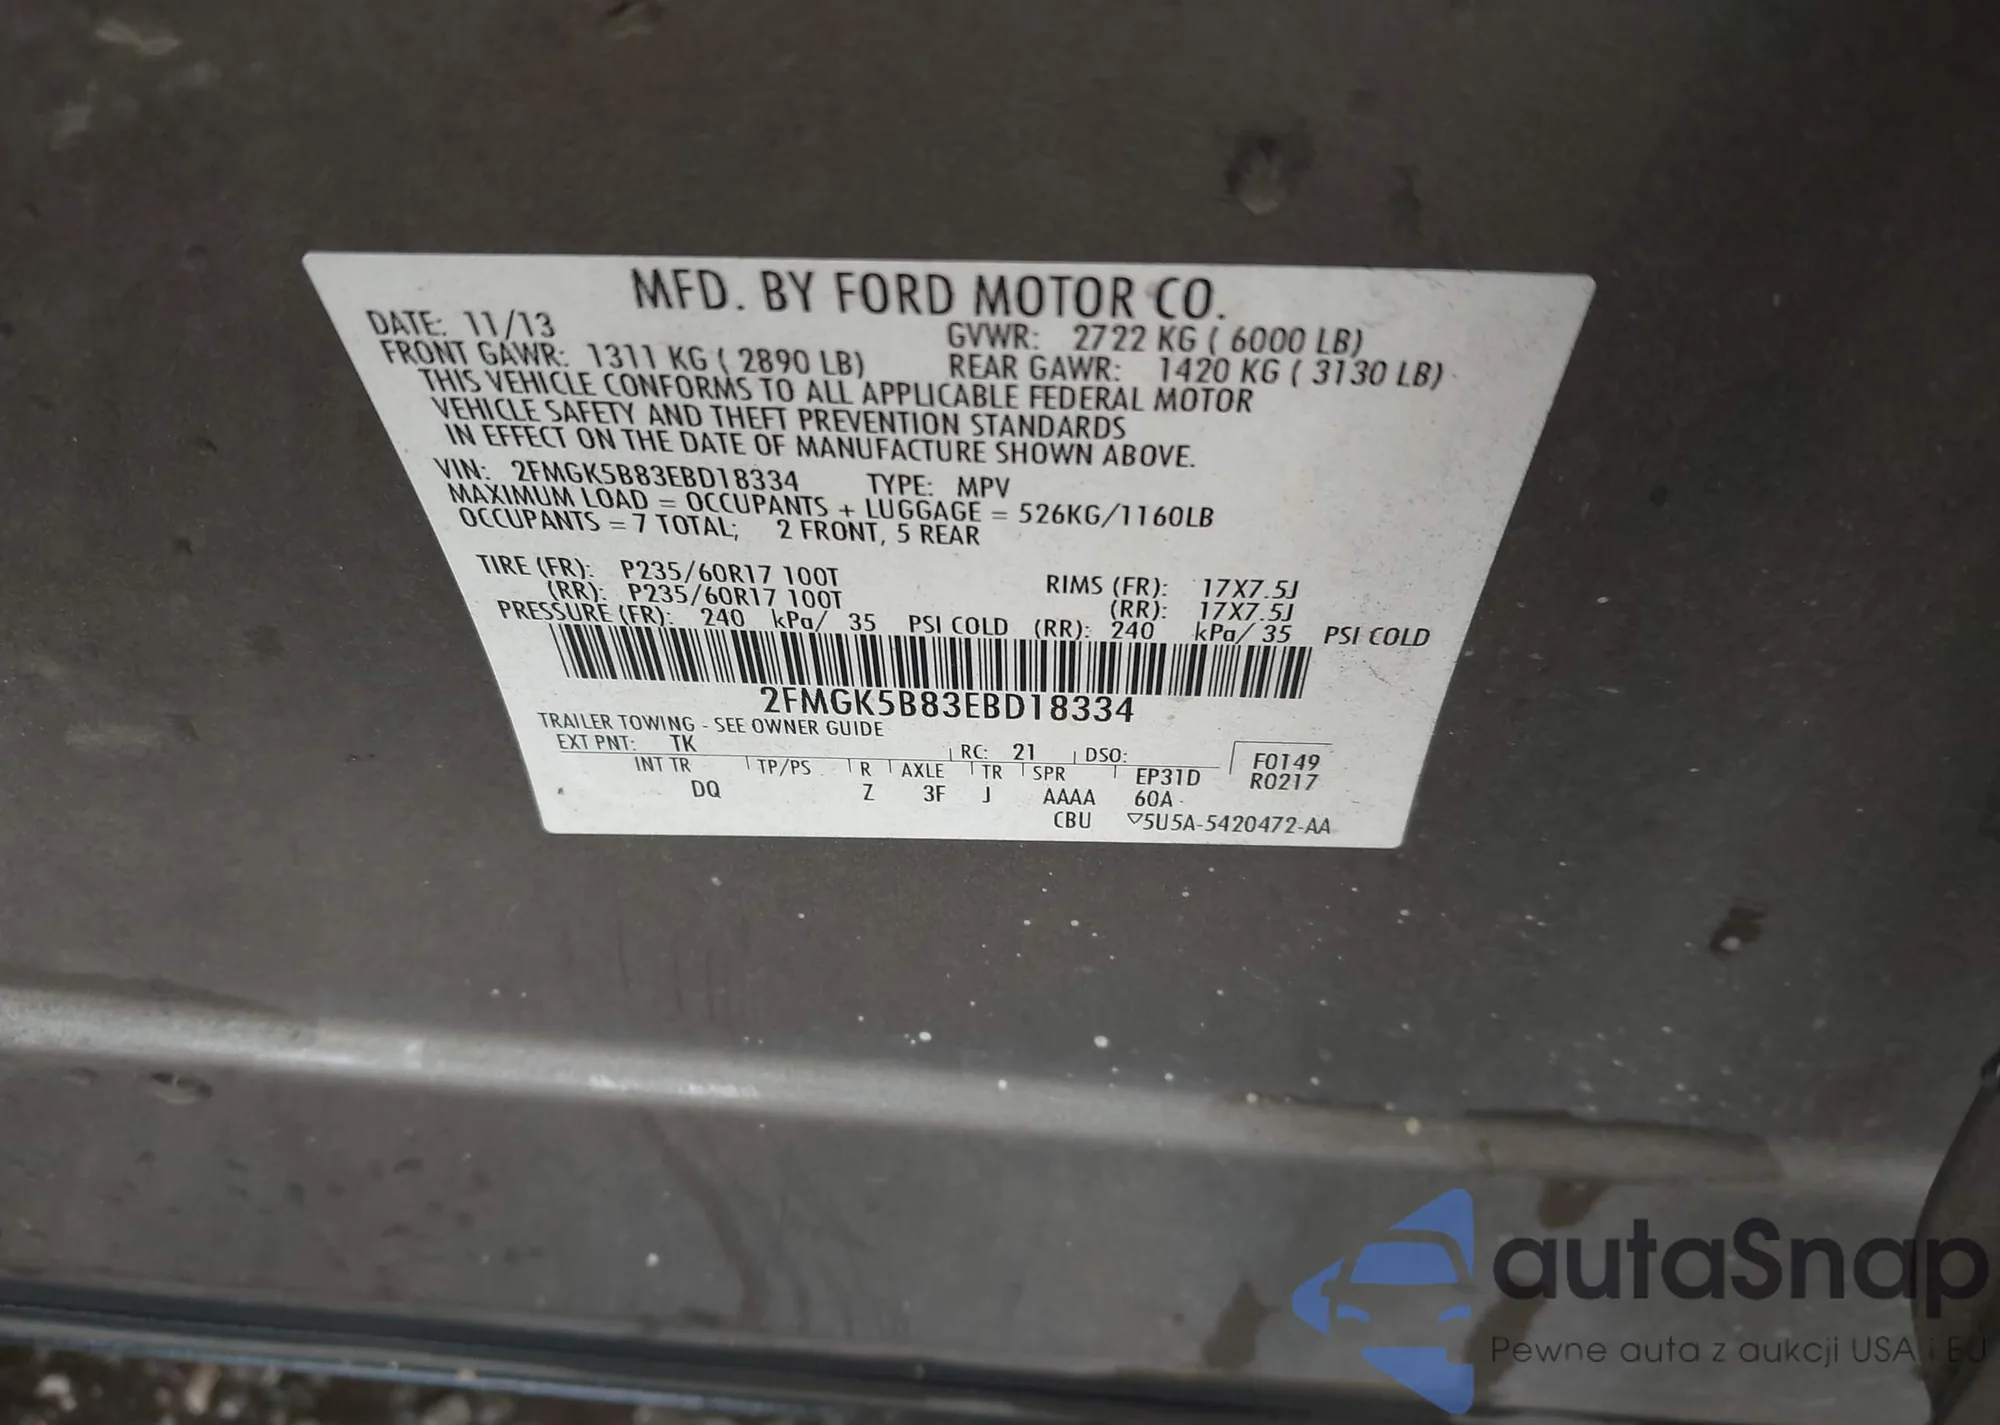 MFD. BY FORD MOTOR CO.
DATE: 11/13 GVWR: 2722 KG ( 6000 LB)
FRONT GAWR: 1311 KG ( 2890 LB) REAR GAWR: 1420 KG ( 3130 LB)
THIS VEHICLE CONFORMS TO ALL APPLICABLE FEDERAL MOTOR
VEHICLE SAFETY AND THEFT PREVENTION STANDARDS
IN EFFECT ON THE DATE OF MANUFACTURE SHOWN ABOVE.
VIN: 2FMGK5B83EBD18334 TYPE: MPV
MAXIMUM LOAD = OCCUPANTS + LUGGAGE = 526KG/1160LB
OCCUPANTS = 7 TOTAL; 2 FRONT, 5 REAR
TIRE (FR): P235/60R17 100T RIMS (FR): 17X7.5J
(RR): P235/60R17 100T (RR): 17X7.5J
PRESSURE (FR): 240 kPa/ 35 PSI COLD (RR): 240 kPa/ 35 PSI COLD
2FMGK5B83EBD18334
TRAILER TOWING - SEE OWNER GUIDE
EXT PNT: TK RC: 21 DSO: F0149
INT TR TP/PS R AXLE TR SPR EP31D R0217
DQ Z 3F J AAAA 60A
CBU ▽5U5A-5420472-AA
autaSnap
Pewne auta z aukcji USA i EU